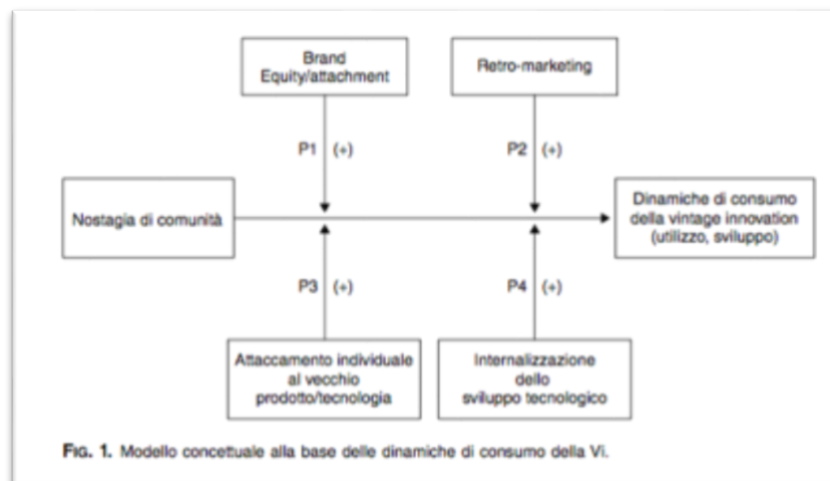 Brand
Equity/attachment
Retro-marketing
P1 (+)
P2 (+)
Nostagia di comunità
Dinamiche di consumo
della vintage innovation
(utilizzo, sviluppo)
P3 (+)
P4 (+)
Attaccamento individuale
al vecchio
prodotto/tecnologia
Internalizzazione
dello
sviluppo tecnologico
FIG. 1. Modello concettuale alla base delle dinamiche di consumo della Vi.